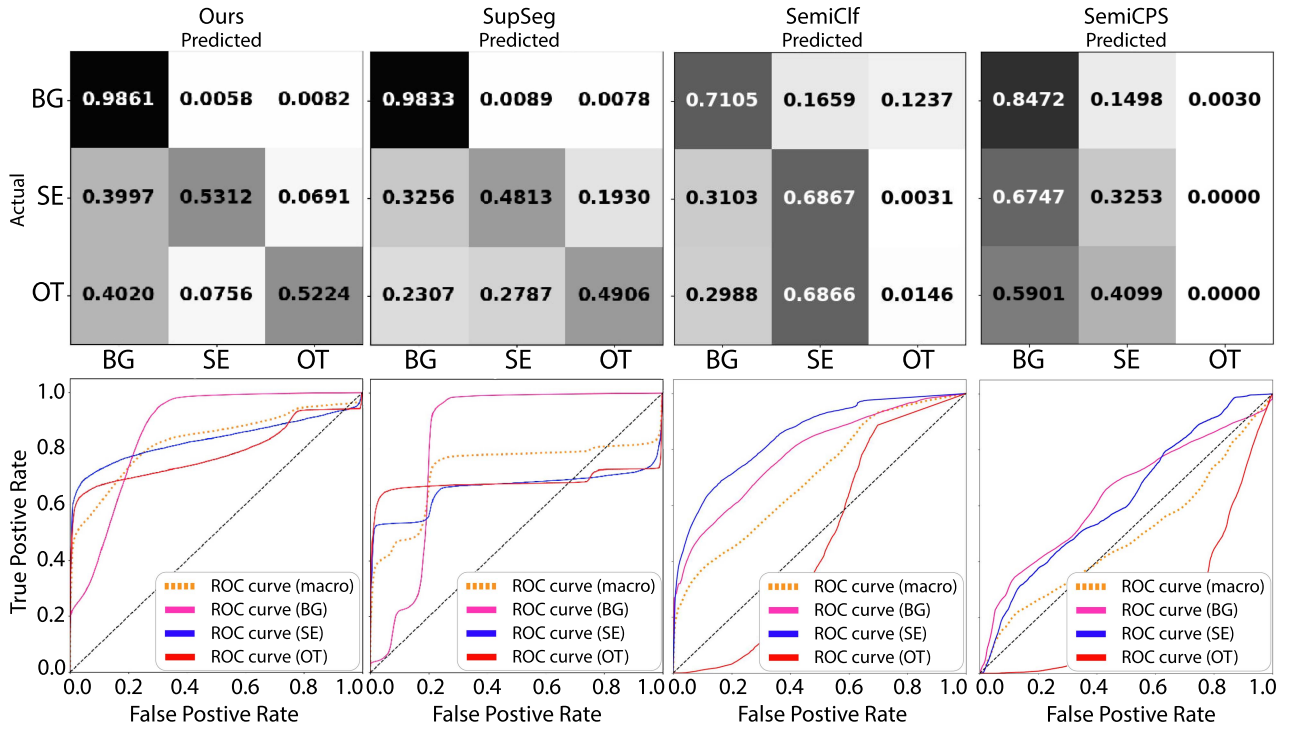 Ours SupSeg SemiClf SemiCPS
Predicted Predicted Predicted Predicted
BG 0.9861 0.0058 0.0082 0.9833 0.0089 0.0078 0.7105 0.1659 0.1237 0.8472 0.1498 0.0030
Actual
SE 0.3997 0.5312 0.0691 0.3256 0.4813 0.1930 0.3103 0.6867 0.0031 0.6747 0.3253 0.0000
OT 0.4020 0.0756 0.5224 0.2307 0.2787 0.4906 0.2988 0.6866 0.0146 0.5901 0.4099 0.0000
BG SE OT BG SE OT BG SE OT BG SE OT
True Postive Rate
1.0
0.8
0.6
0.4
0.2
0.0
ROC curve (macro)
ROC curve (BG)
ROC curve (SE)
ROC curve (OT)
0.0 0.2 0.4 0.6 0.8 1.0
False Postive Rate
ROC curve (macro)
ROC curve (BG)
ROC curve (SE)
ROC curve (OT)
0.0 0.2 0.4 0.6 0.8 1.0
False Postive Rate
ROC curve (macro)
ROC curve (BG)
ROC curve (SE)
ROC curve (OT)
0.0 0.2 0.4 0.6 0.8 1.0
False Postive Rate
ROC curve (macro)
ROC curve (BG)
ROC curve (SE)
ROC curve (OT)
0.0 0.2 0.4 0.6 0.8 1.0
False Postive Rate